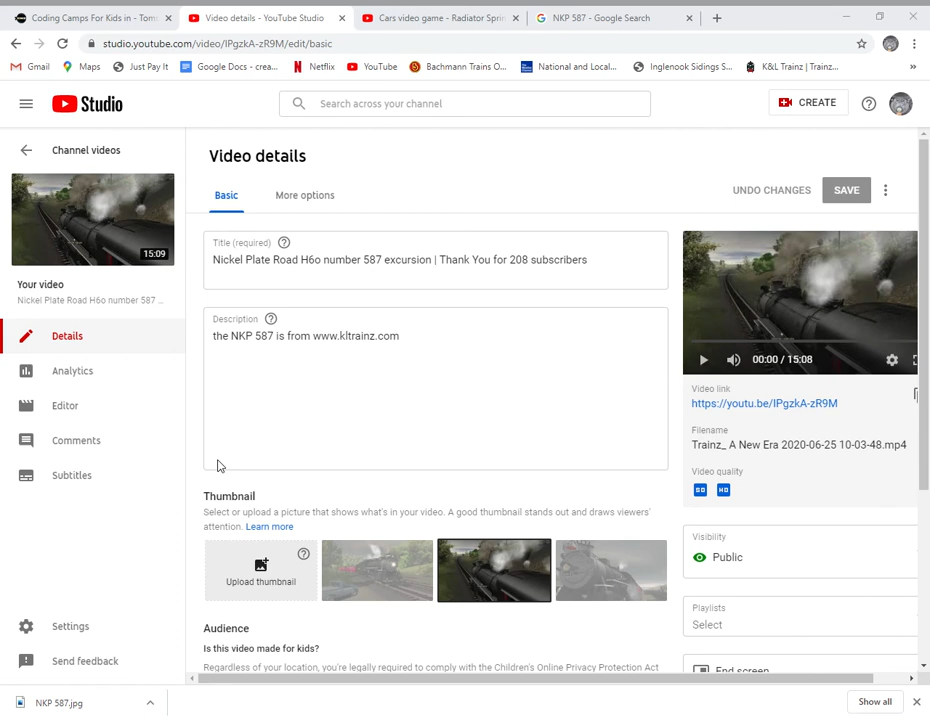 Coding Camps For Kids in - Tom
Video details - YouTube Studio
Cars video game - Radiator Sprin
NKP 587 - Google Search
studio.youtube.com/video/IPgzkA-zR9M/edit/basic
Gmail
Maps
Just Pay It
Google Docs - crea...
Netflix
YouTube
Bachmann Trains O...
National and Local...
Inglenook Sidings S...
K&L Trainz | Trainz...
»
Studio
Search across your channel
CREATE
Channel videos
Video details
Basic
More options
UNDO CHANGES
SAVE
15:09
Title (required)
Nickel Plate Road H6o number 587 excursion | Thank You for 208 subscribers
Your video
Nickel Plate Road H6o number 587 ...
Description
the NKP 587 is from www.kltrainz.com
Details
Analytics
Editor
Comments
Subtitles
00:00 / 15:08
Video link
https://youtu.be/IPgzkA-zR9M
Filename
Trainz_ A New Era 2020-06-25 10-03-48.mp4
Video quality
SD
HD
Thumbnail
Select or upload a picture that shows what's in your video. A good thumbnail stands out and draws viewers'
attention. Learn more
Upload thumbnail
Visibility
Public
Playlists
Select
End screen
Audience
Is this video made for kids?
Regardless of your location, you're legally required to comply with the Children's Online Privacy Protection Act
Settings
Send feedback
NKP 587.jpg
Show all